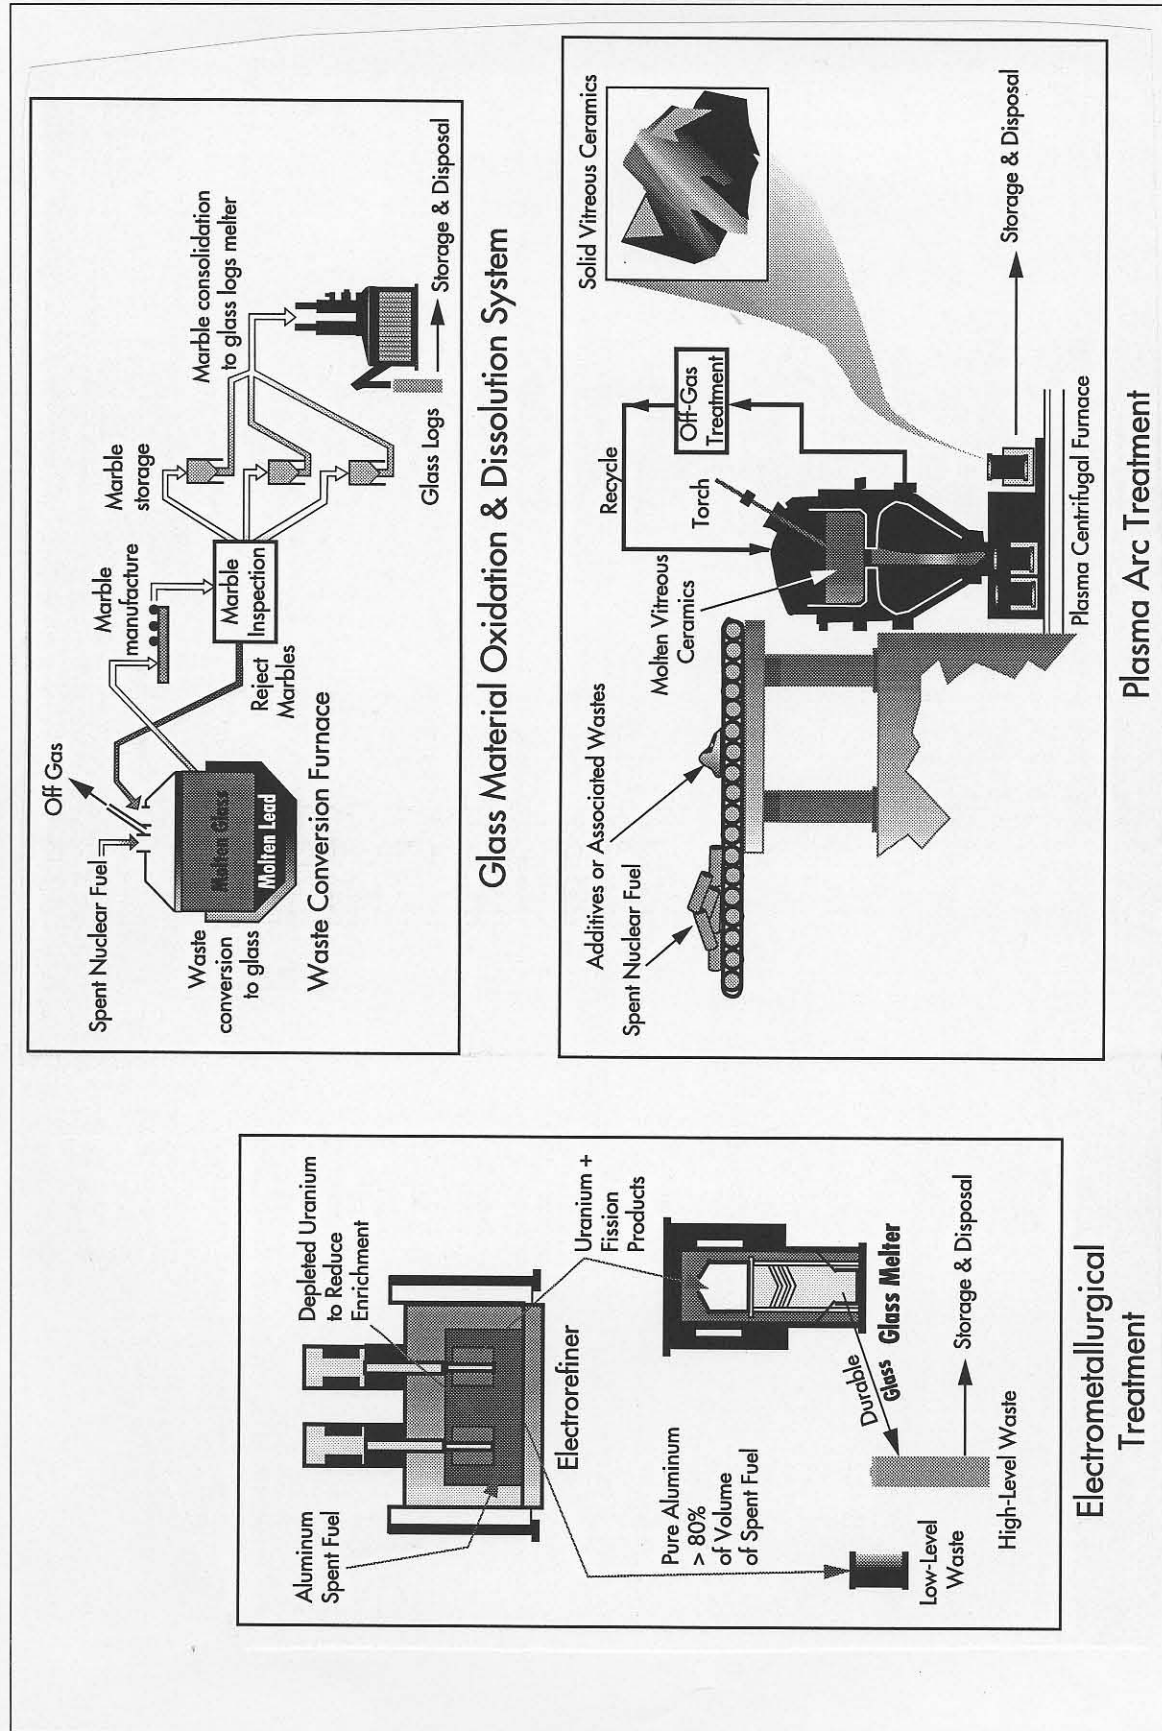 Aluminum
Spent Fuel
Depleted Uranium
to Reduce
Enrichment
Electrorefiner
Uranium +
Fission
Products
Pure Aluminum
> 80%
of Volume
of Spent Fuel
Glass Melter
Durable
Glass
Low-Level
Waste
High-Level Waste
Storage & Disposal
Electrometallurgical
Treatment
Spent Nuclear Fuel
Off Gas
Waste
conversion
to glass
Molten Glass
Molten Lead
Waste Conversion Furnace
Reject
Marbles
Marble
manufacture
Marble
Inspection
Marble
storage
Marble consolidation
to glass logs melter
Glass Logs
Storage & Disposal
Glass Material Oxidation & Dissolution System
Spent Nuclear Fuel
Additives or Associated Wastes
Molten Vitreous
Ceramics
Torch
Recycle
Off-Gas
Treatment
Solid Vitreous Ceramics
Storage & Disposal
Plasma Centrifugal Furnace
Plasma Arc Treatment